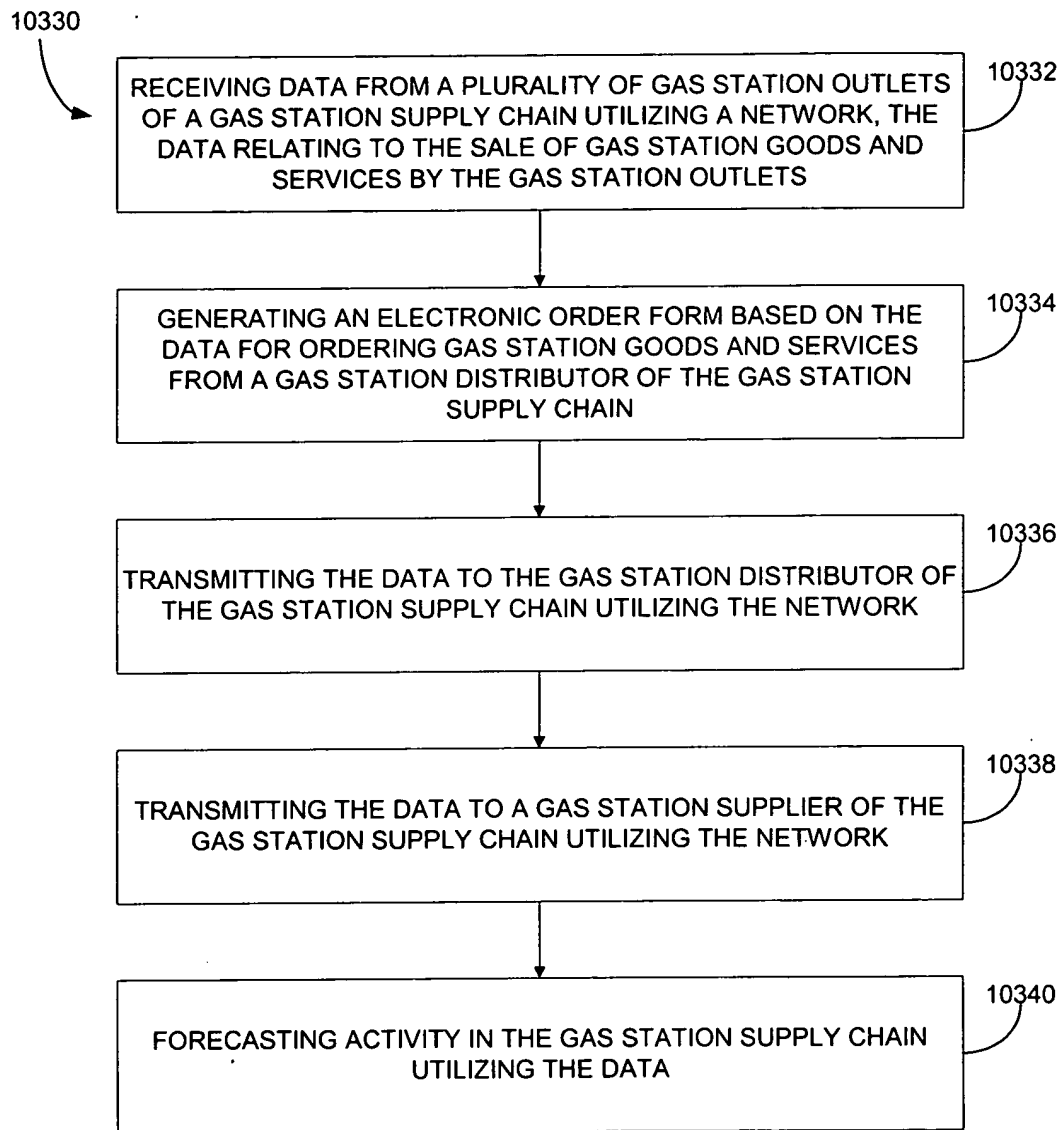 10330
RECEIVING DATA FROM A PLURALITY OF GAS STATION OUTLETS
OF A GAS STATION SUPPLY CHAIN UTILIZING A NETWORK, THE
DATA RELATING TO THE SALE OF GAS STATION GOODS AND
SERVICES BY THE GAS STATION OUTLETS
10332
GENERATING AN ELECTRONIC ORDER FORM BASED ON THE
DATA FOR ORDERING GAS STATION GOODS AND SERVICES
FROM A GAS STATION DISTRIBUTOR OF THE GAS STATION
SUPPLY CHAIN
10334
TRANSMITTING THE DATA TO THE GAS STATION DISTRIBUTOR OF
THE GAS STATION SUPPLY CHAIN UTILIZING THE NETWORK
10336
TRANSMITTING THE DATA TO A GAS STATION SUPPLIER OF THE
GAS STATION SUPPLY CHAIN UTILIZING THE NETWORK
10338
FORECASTING ACTIVITY IN THE GAS STATION SUPPLY CHAIN
UTILIZING THE DATA
10340